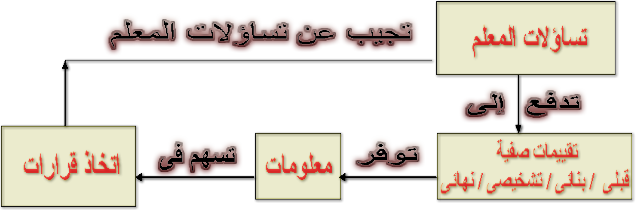 تساؤلات المعلم
تجيب عن تساؤلات المعلم
تدفع إلى
تقييمات صفية
قبلى / بنائى / تشخيصى / نهائى
توفر
معلومات
تسهم فى
اتخاذ قرارات